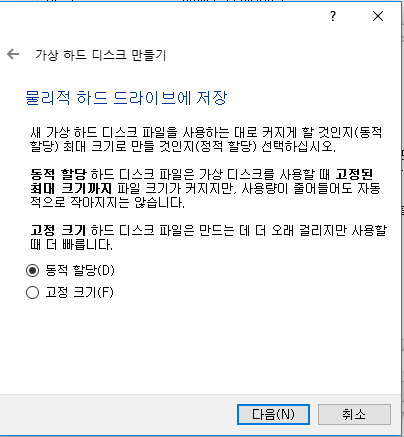 ? ×
← 가상 하드 디스크 만들기
물리적 하드 드라이브에 저장
새 가상 하드 디스크 파일을 사용하는 대로 커지게 할 것인지(동적
할당) 최대 크기로 만들 것인지(정적 할당) 선택하십시오.
동적 할당 하드 디스크 파일은 가상 디스크를 사용할 때 고정된
최대 크기까지 파일 크기가 커지지만, 사용량이 줄어들어도 자동
적으로 작아지지는 않습니다.
고정 크기 하드 디스크 파일은 만드는 데 더 오래 걸리지만 사용할
때 더 빠릅니다.
동적 할당(D)
고정 크기(F)
다음(N) 취소